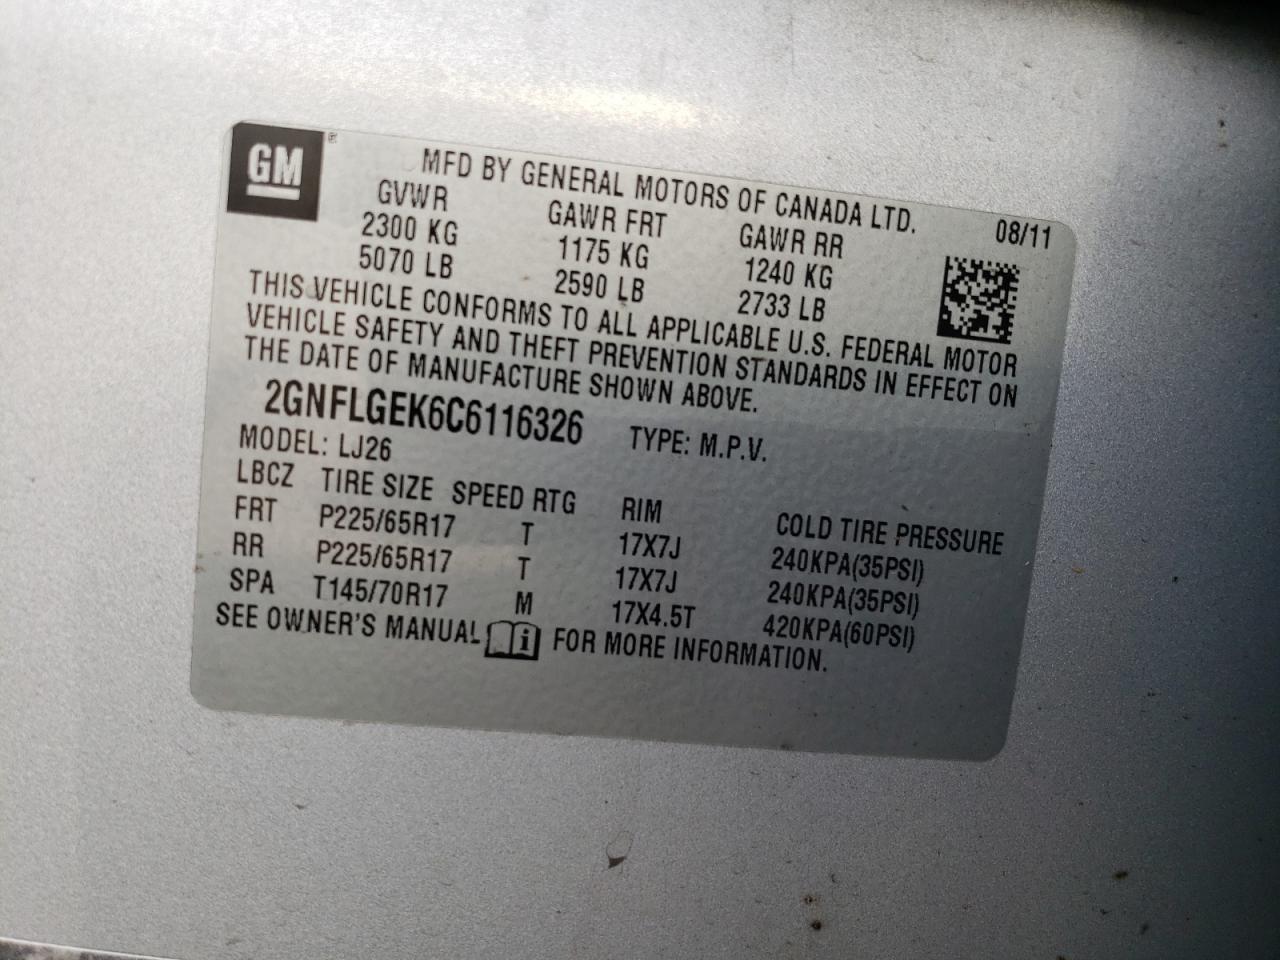 GM ®
MFD BY GENERAL MOTORS OF CANADA LTD. 08/11
GVWR GAWR FRT GAWR RR
2300 KG 1175 KG 1240 KG
5070 LB 2590 LB 2733 LB
THIS VEHICLE CONFORMS TO ALL APPLICABLE U.S. FEDERAL MOTOR
VEHICLE SAFETY AND THEFT PREVENTION STANDARDS IN EFFECT ON
THE DATE OF MANUFACTURE SHOWN ABOVE.
2GNFLGEK6C6116326 TYPE: M.P.V.
MODEL: LJ26
LBCZ TIRE SIZE SPEED RTG RIM COLD TIRE PRESSURE
FRT P225/65R17 T 17X7J 240KPA(35PSI)
RR P225/65R17 T 17X7J 240KPA(35PSI)
SPA T145/70R17 M 17X4.5T 420KPA(60PSI)
SEE OWNER'S MANUAL i FOR MORE INFORMATION.